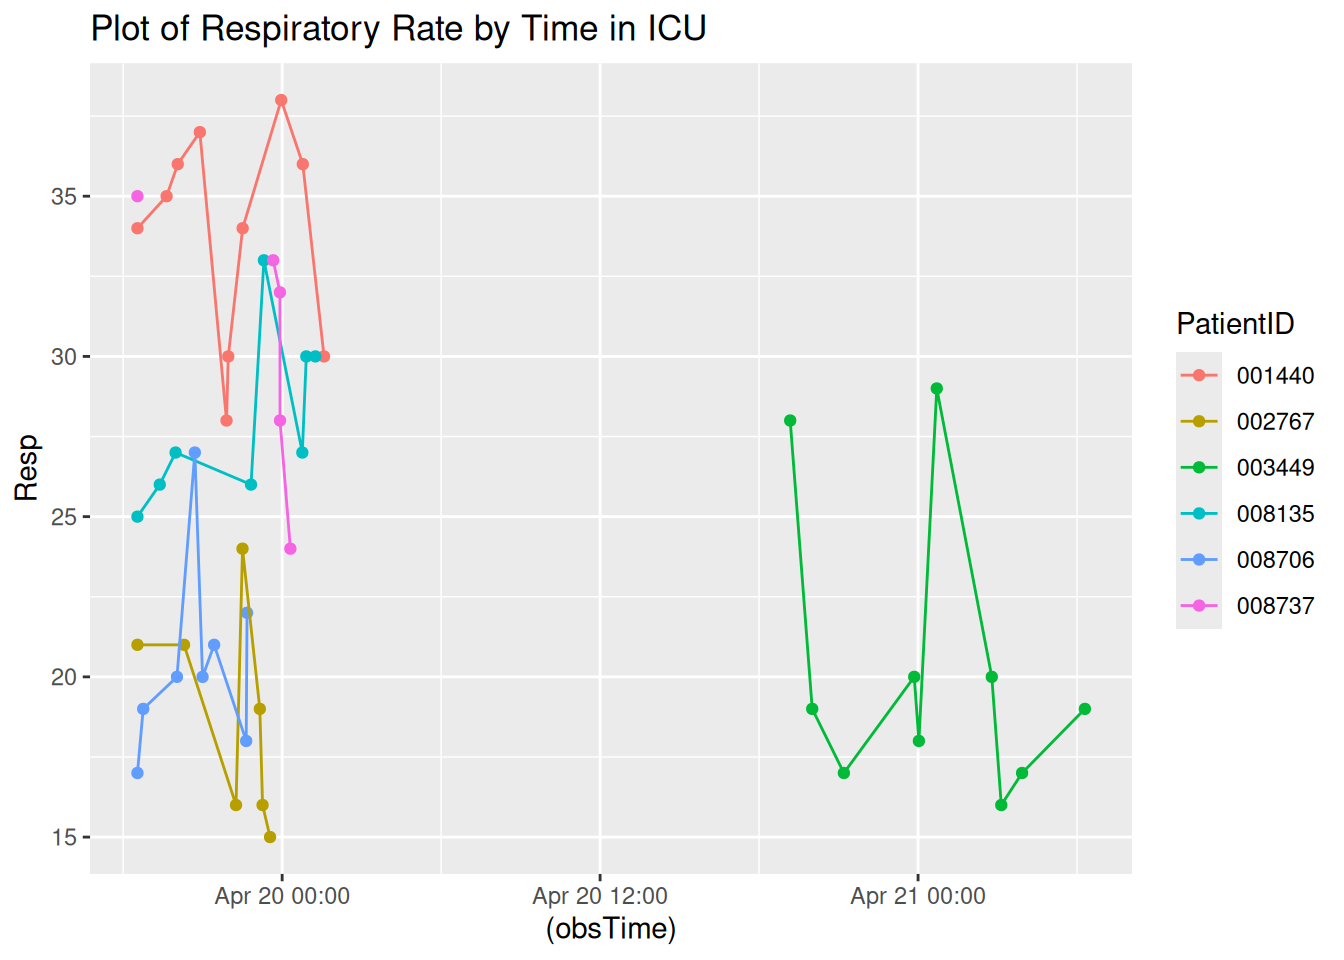 Plot of Respiratory Rate by Time in ICU
Resp
35
30
25
20
15
Apr 20 00:00
Apr 20 12:00
Apr 21 00:00
(obsTime)
PatientID
001440
002767
003449
008135
008706
008737